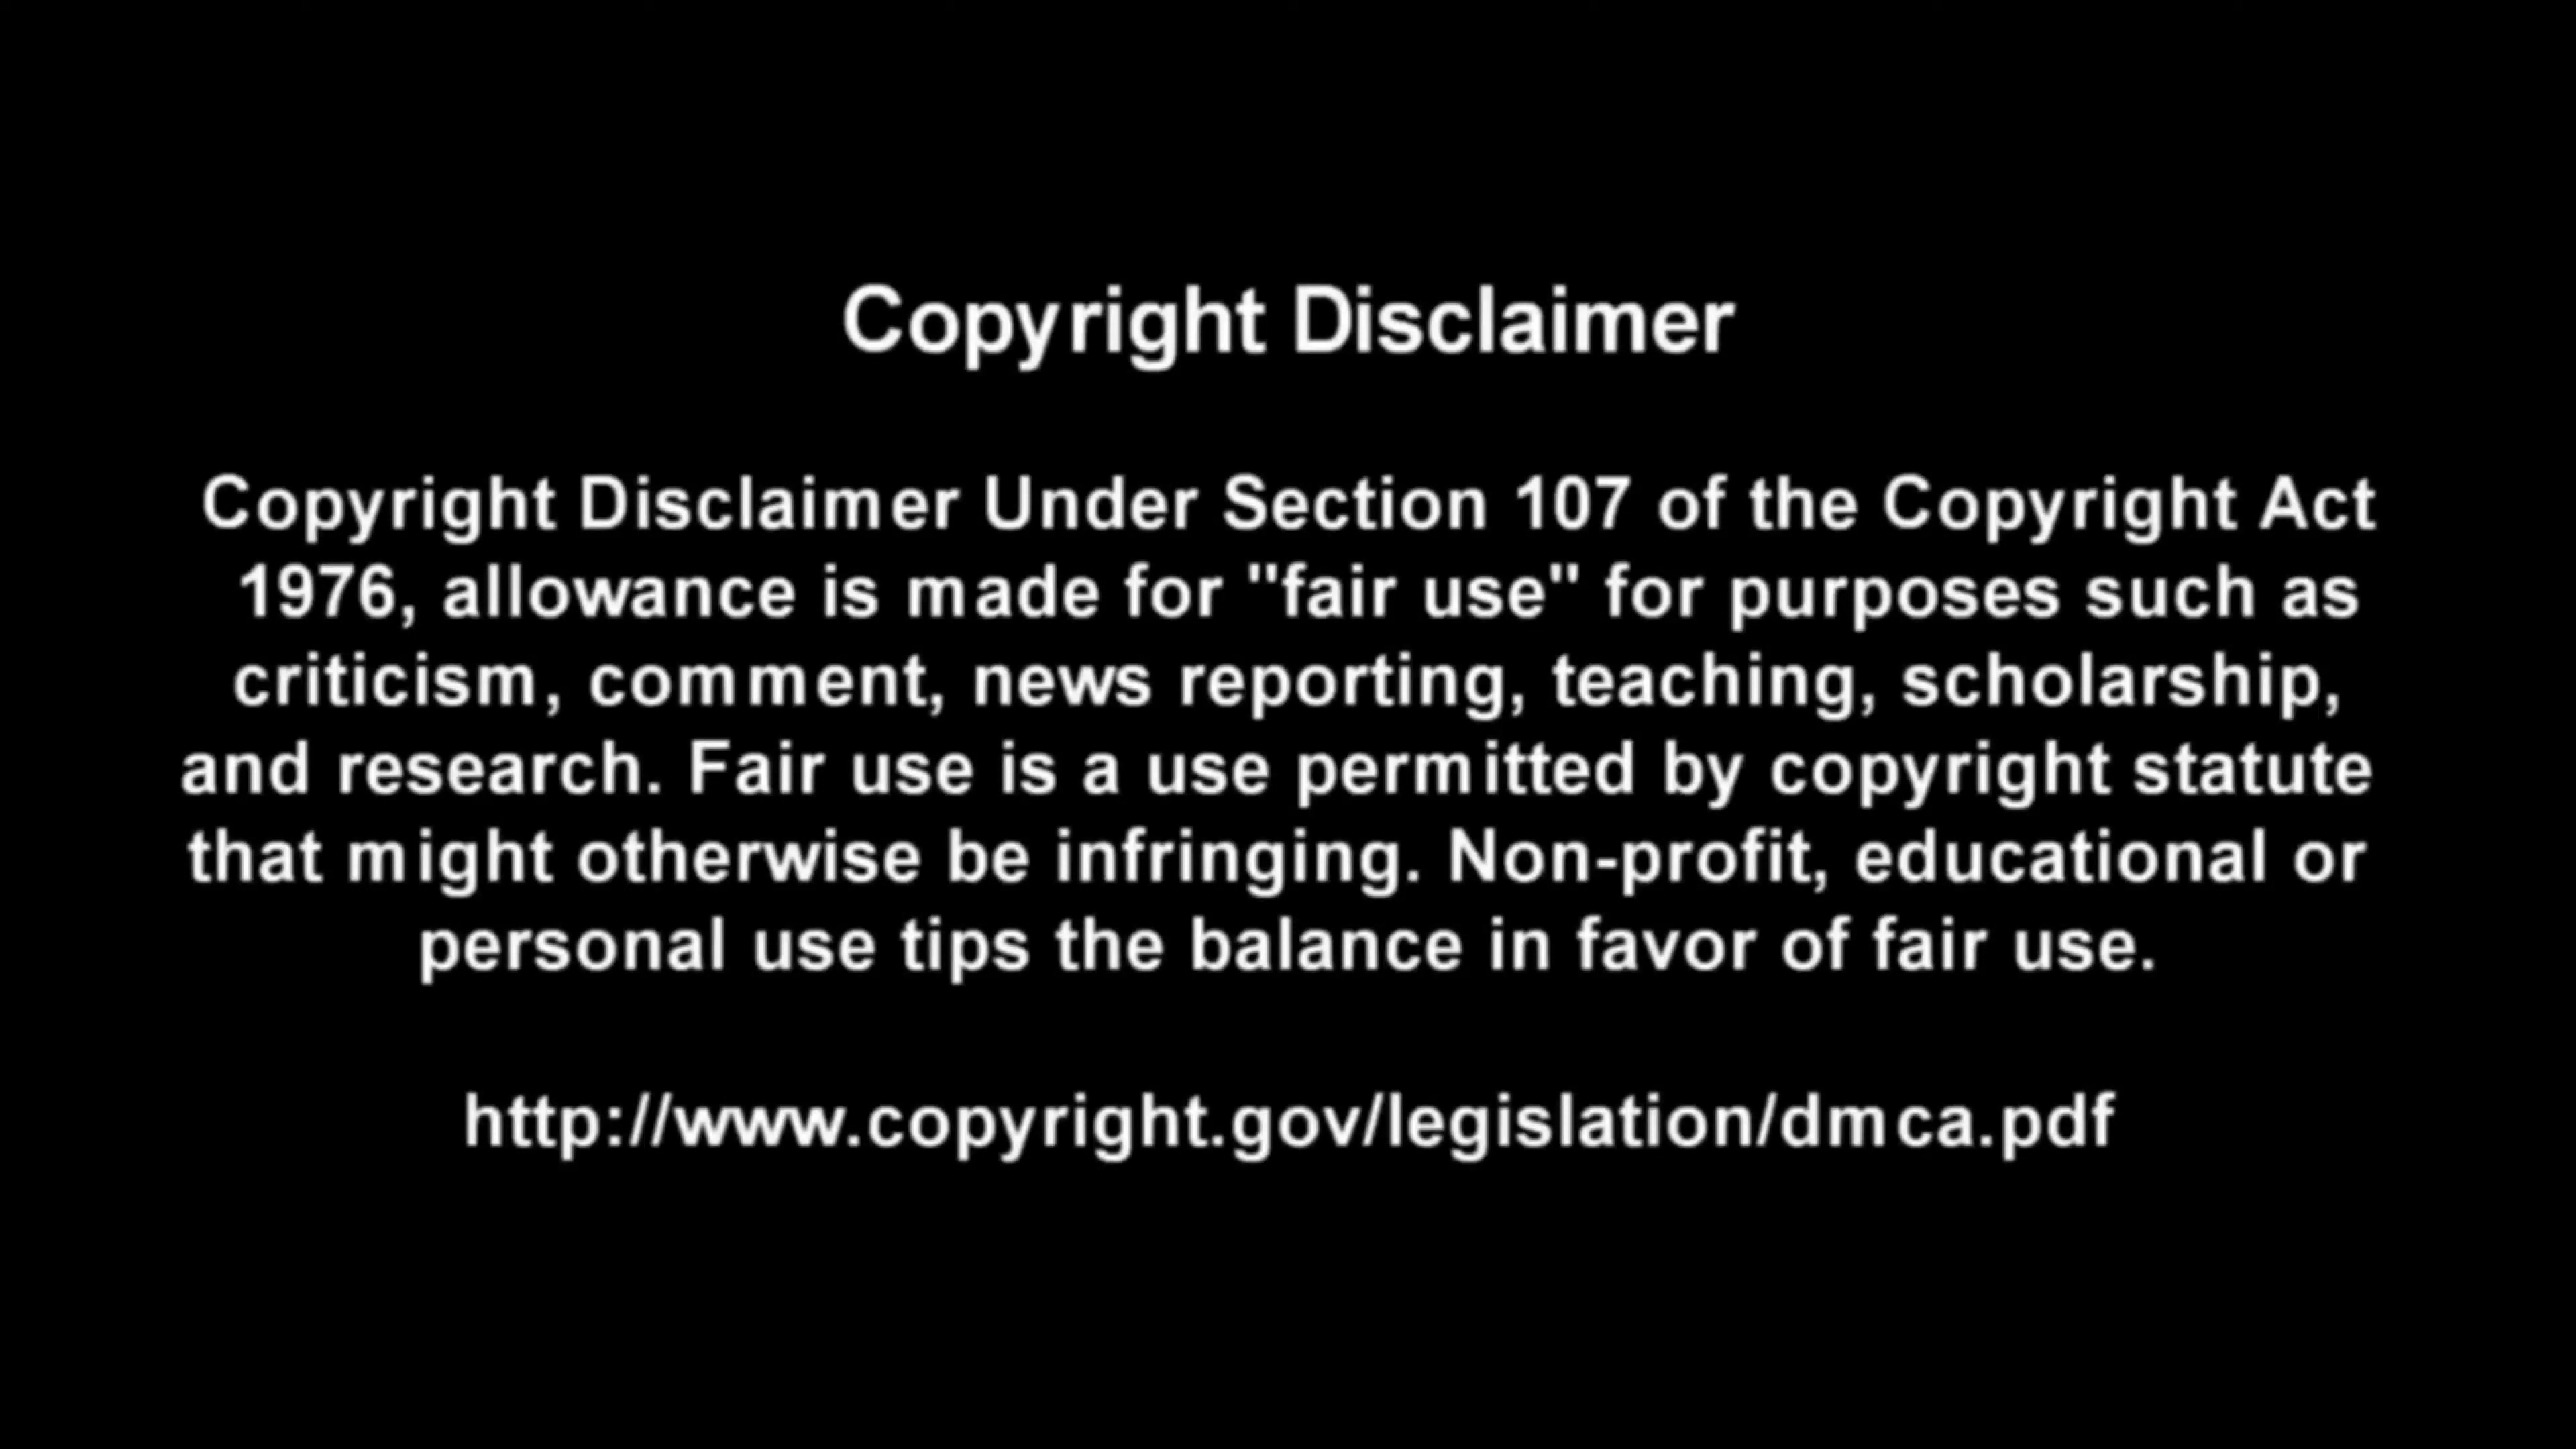 Copyright Disclaimer
Copyright Disclaimer Under Section 107 of the Copyright Act
1976, allowance is made for "fair use" for purposes such as
criticism, comment, news reporting, teaching, scholarship,
and research. Fair use is a use permitted by copyright statute
that might otherwise be infringing. Non-profit, educational or
personal use tips the balance in favor of fair use.
http://www.copyright.gov/legislation/dmca.pdf